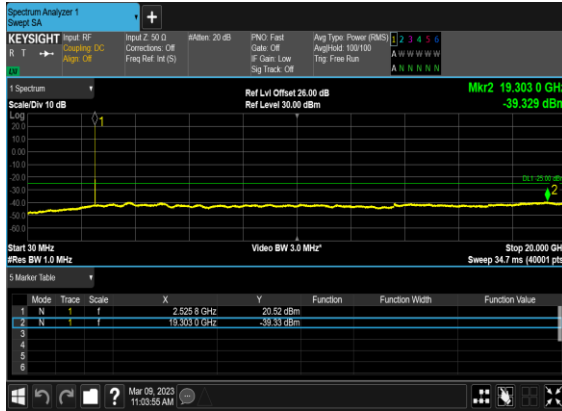 Spectrum Analyzer 1
Swept SA
+
KEYSIGHT Input: RF Input Z: 50 Ω #Atten: 20 dB PNO: Fast Avg Type: Power (RMS) 1 2 3 4 5 6
R T Coupling: DC Corrections: Off Gate: Off Avg|Hold: 100/100 A W W W W W
Align: Off Freq Ref: Int (S) IF Gain: Low Trig: Free Run
LU Sig Track: Off A N N N N N
1 Spectrum Ref Lvl Offset 26.00 dB Mkr2 19.303 0 GHz
Scale/Div 10 dB Ref Level 30.00 dBm -39.329 dBm
Log
20.0
10.0
0.00
-10.0
-20.0
-30.0
-40.0
-50.0
-60.0
1
DL1 -25.00 dBm
2
Start 30 MHz Video BW 3.0 MHz* Stop 20.000 GH
#Res BW 1.0 MHz Sweep 34.7 ms (40001 pts
5 Marker Table
Mode Trace Scale X Y Function Function Width Function Value
1 N 1 f 2.525 8 GHz 20.52 dBm
2 N 1 f 19.303 0 GHz -39.33 dBm
3
4
5
6
? Mar 09, 2023
11:03:55 AM